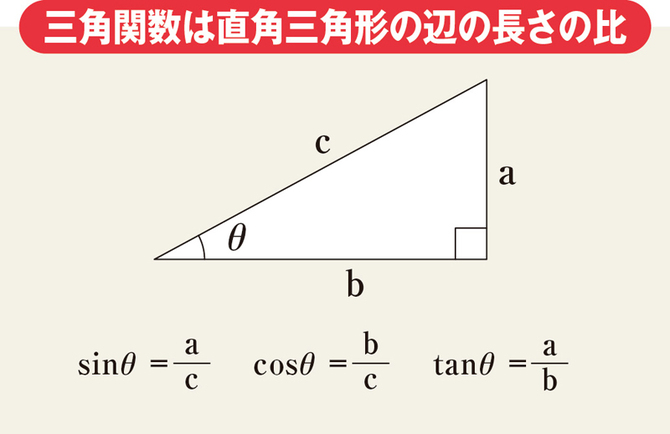 三角関数は直角三角形の辺の長さの比
c
a
θ
b
sinθ = a/c cosθ = b/c tanθ = a/b